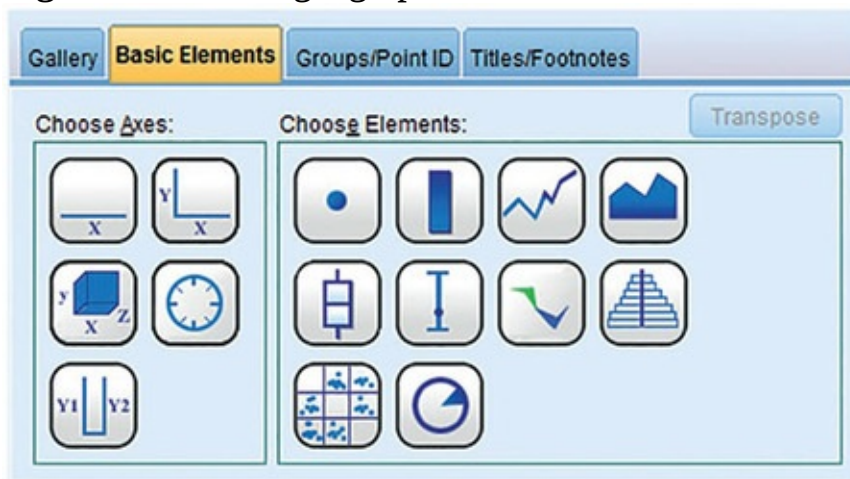 Gallery Basic Elements Groups/Point ID Titles/Footnotes
Choose Axes: Choose Elements: Transpose
X Y X
y X Z
Y1 Y2